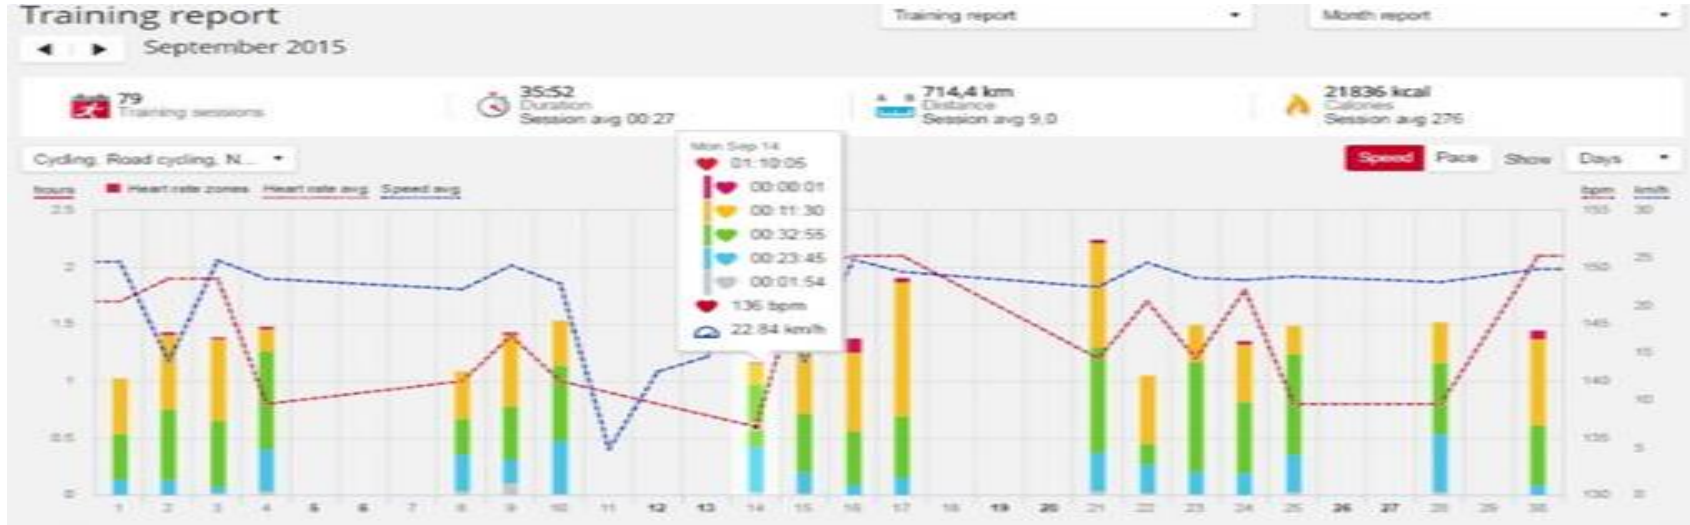 Training report
Training report
Month report
September 2015
79
Training sessions
35:52
Duration
Session avg 00:27
714,4 km
Distance
Session avg 9,0
21836 kcal
Calories
Session avg 276
Cycling, Road cycling, N...
Speed
Pace
Show
Days
hours
Heart rate zones
Heart rate avg
Speed avg
bpm
km/h
Mon Sep 14
01:10:05
00:00:01
00:11:30
00:32:55
00:23:45
00:01:54
136 bpm
22.84 km/h
2.5
2
1.5
1
0.5
0
155
150
145
140
135
130
30
25
20
15
10
5
0
1 2 3 4 5 6 7 8 9 10 11 12 13 14 15 16 17 18 19 20 21 22 23 24 25 26 27 28 29 30